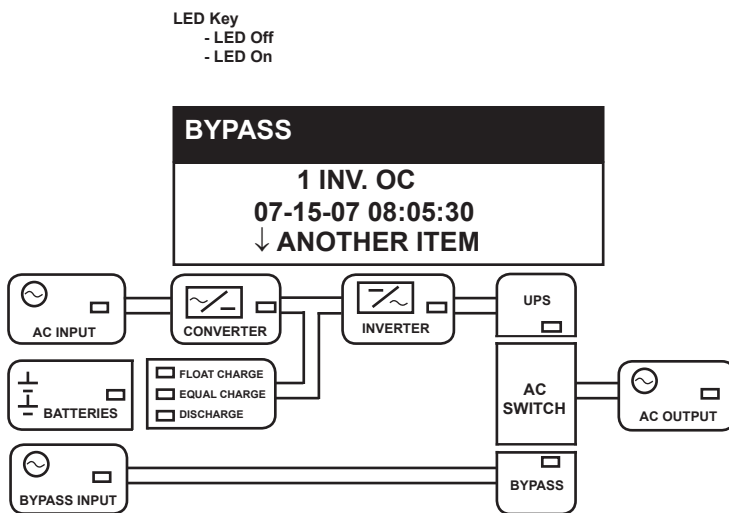 LED Key
- LED Off
- LED On
BYPASS
1 INV. OC
07-15-07 08:05:30
↓ ANOTHER ITEM
AC INPUT
CONVERTER
INVERTER
UPS
BATTERIES
FLOAT CHARGE
EQUAL CHARGE
DISCHARGE
AC
SWITCH
AC OUTPUT
BYPASS INPUT
BYPASS